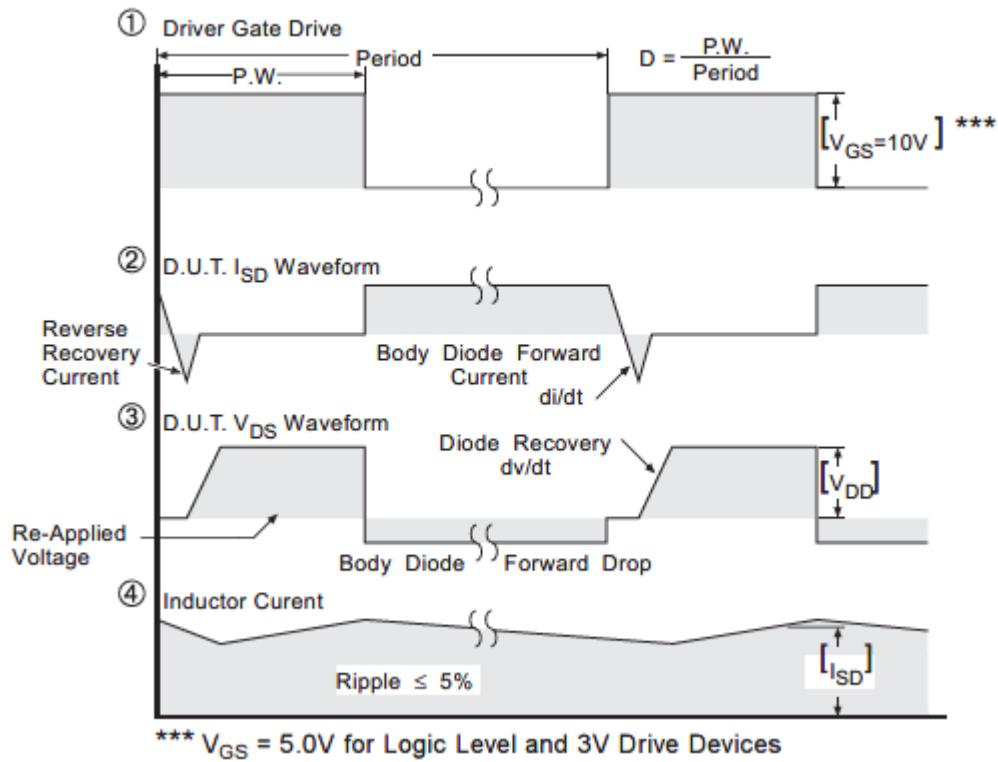 ① Driver Gate Drive
Period
P.W.
D = P.W.
Period
[VGS=10V] ***
② D.U.T. ISD Waveform
Reverse
Recovery
Current
Body Diode Forward
Current
di/dt
③ D.U.T. VDS Waveform
Diode Recovery
dv/dt
[VDD]
Re-Applied
Voltage
Body Diode Forward Drop
④ Inductor Curent
[ISD]
Ripple ≤ 5%
*** VGS = 5.0V for Logic Level and 3V Drive Devices